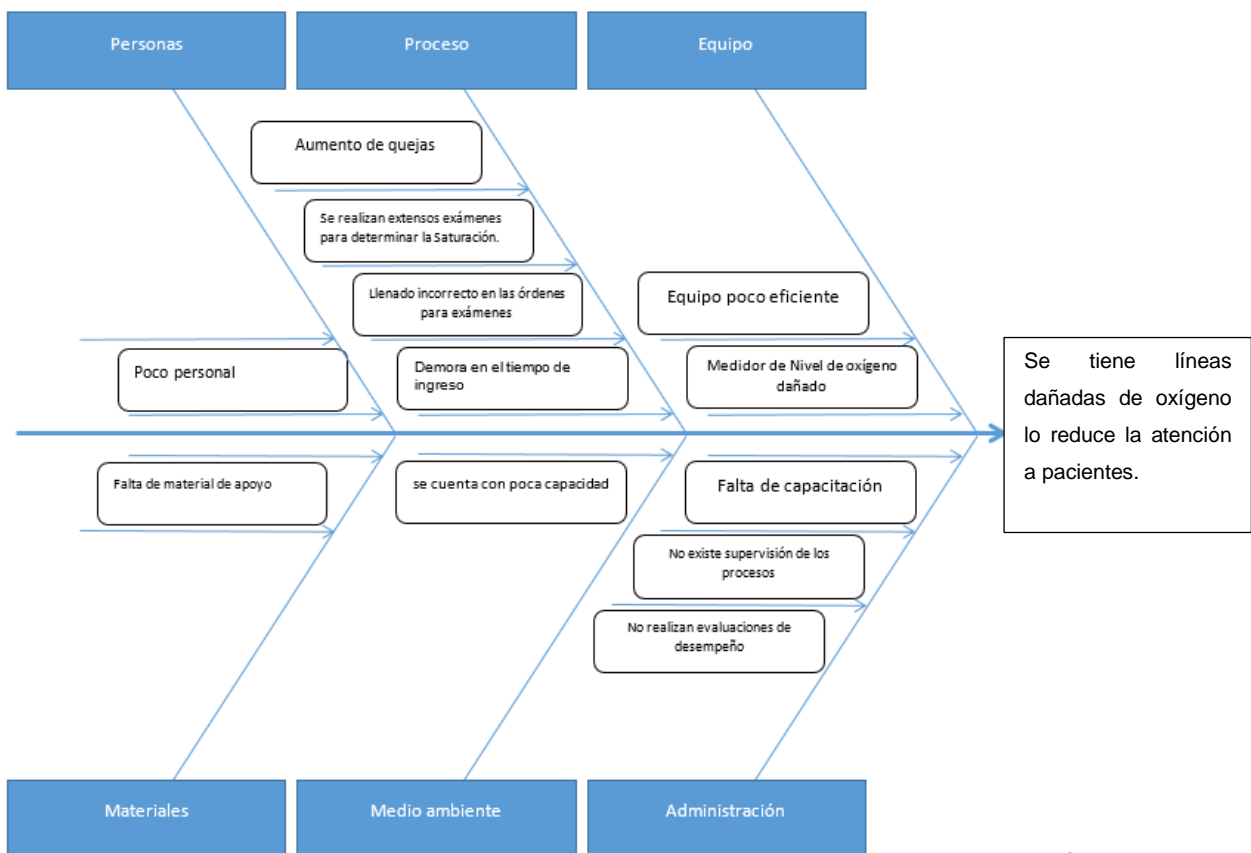 Personas
Proceso
Equipo
Aumento de quejas
Se realizan extensos exámenes
para determinar la Saturación.
Llenado incorrecto en las órdenes
para exámenes
Equipo poco eficiente
Poco personal
Demora en el tiempo de
ingreso
Medidor de Nivel de oxígeno
dañado
Se tiene líneas
dañadas de oxígeno
lo reduce la atención
a pacientes.
Falta de material de apoyo
se cuenta con poca capacidad
Falta de capacitación
No existe supervisión de los
procesos
No realizan evaluaciones de
desempeño
Materiales
Medio ambiente
Administración